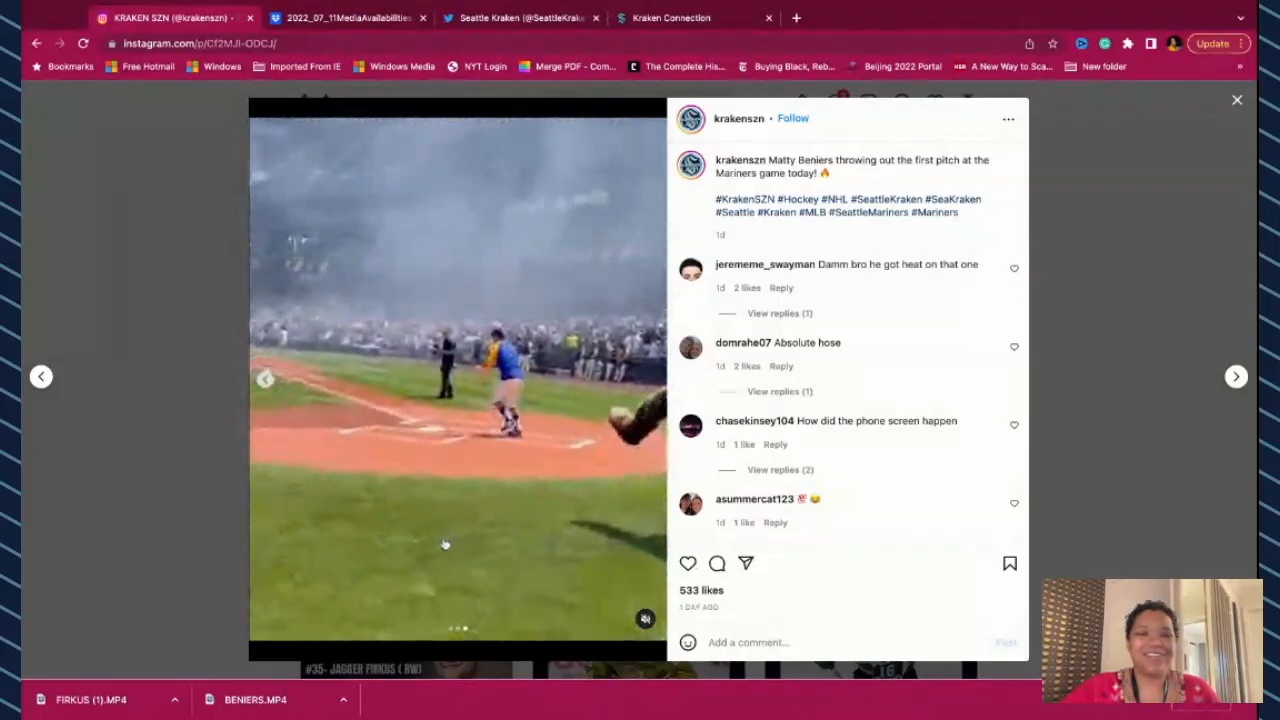 KRAKEN SZN (@krakenszn) •
2022_07_11MediaAvailabilities
Seattle Kraken (@SeattleKrake
Kraken Connection
instagram.com/p/Cf2MJl-ODCJ/
Update
Bookmarks
Free Hotmail
Windows
Imported From IE
Windows Media
NYT Login
Merge PDF - Com...
The Complete His...
Buying Black, Reb...
Beijing 2022 Portal
A New Way to Sca...
New folder
»
krakenszn • Follow
krakenszn Matty Beniers throwing out the first pitch at the
Mariners game today! 🔥
#KrakenSZN #Hockey #NHL #SeattleKraken #SeaKraken
#Seattle #Kraken #MLB #SeattleMariners #Mariners
1d
jerememe_swayman Damm bro he got heat on that one
1d 2 likes Reply
View replies (1)
domrahe07 Absolute hose
1d 2 likes Reply
View replies (1)
chasekinsey104 How did the phone screen happen
1d 1 like Reply
View replies (2)
asummercat123 💯 😂
1d 1 like Reply
533 likes
1 DAY AGO
Add a comment...
Post
#35- JAGGER FIRKUS ( RW)
16
FIRKUS (1).MP4
BENIERS.MP4